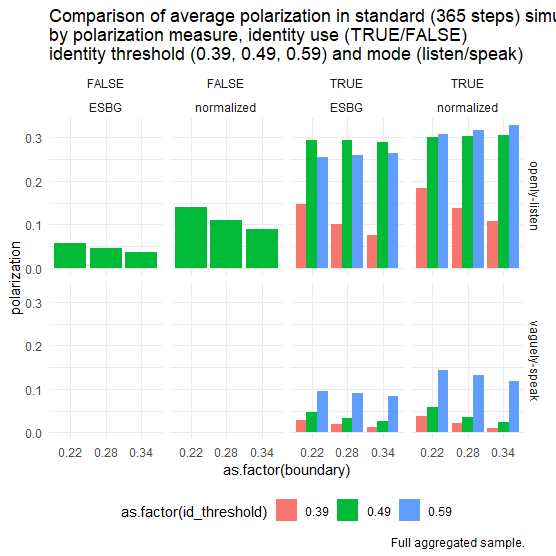 Comparison of average polarization in standard (365 steps) simu
by polarization measure, identity use (TRUE/FALSE)
identity threshold (0.39, 0.49, 0.59) and mode (listen/speak)
FALSE FALSE TRUE TRUE
ESBG normalized ESBG normalized
0.3
0.2
0.1
0.0
openly-listen
polarization
0.3
0.2
0.1
0.0
vaguely-speak
0.22 0.28 0.34 0.22 0.28 0.34 0.22 0.28 0.34 0.22 0.28 0.34
as.factor(boundary)
as.factor(id_threshold) 0.39 0.49 0.59
Full aggregated sample.